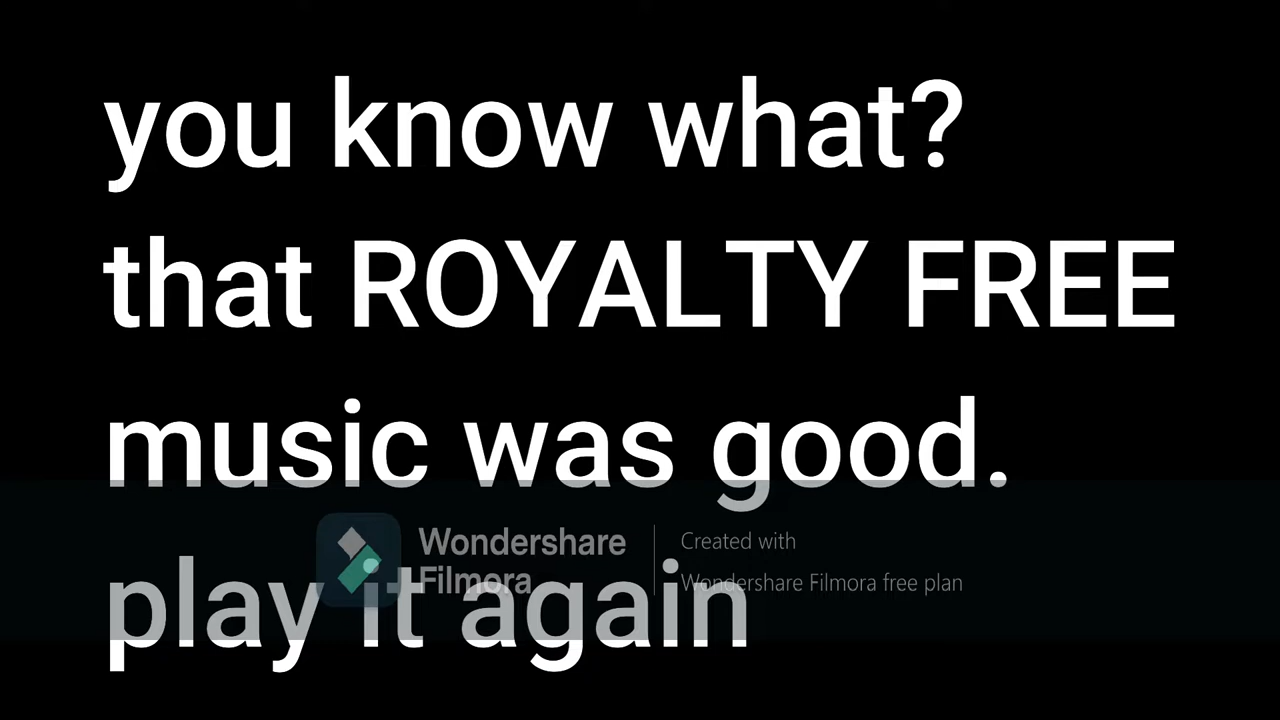 you know what?
that ROYALTY FREE
music was good.
Wondershare
Filmora
Created with
Wondershare Filmora free plan
play it again